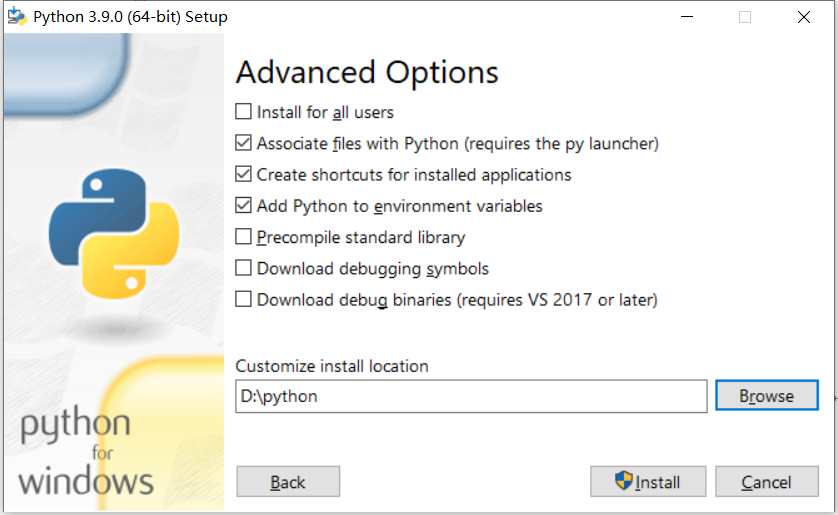 Python 3.9.0 (64-bit) Setup
Advanced Options
Install for all users
Associate files with Python (requires the py launcher)
Create shortcuts for installed applications
Add Python to environment variables
Precompile standard library
Download debugging symbols
Download debug binaries (requires VS 2017 or later)
Customize install location
D:\python
Browse
python
for
windows
Back
Install
Cancel